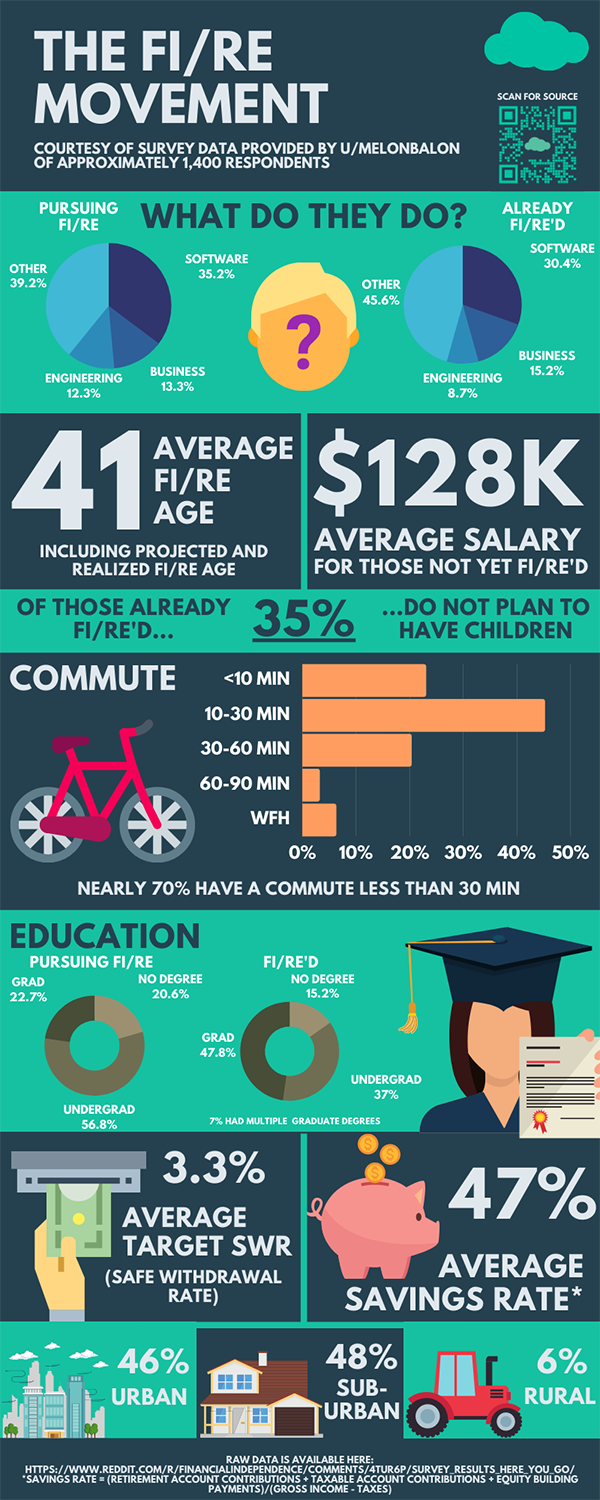 THE FI/RE
MOVEMENT
COURTESY OF SURVEY DATA PROVIDED BY U/MELONBALON
OF APPROXIMATELY 1,400 RESPONDENTS
SCAN FOR SOURCE
WHAT DO THEY DO?
PURSUING
FI/RE
OTHER
39.2%
SOFTWARE
35.2%
ENGINEERING
12.3%
BUSINESS
13.3%
?
ALREADY
FI/RE'D
SOFTWARE
30.4%
OTHER
45.6%
BUSINESS
15.2%
ENGINEERING
8.7%
41
AVERAGE
FI/RE
AGE
INCLUDING PROJECTED AND
REALIZED FI/RE AGE
$128K
AVERAGE SALARY
FOR THOSE NOT YET FI/RE'D
OF THOSE ALREADY
FI/RE'D...
35%
...DO NOT PLAN TO
HAVE CHILDREN
COMMUTE
<10 MIN
10-30 MIN
30-60 MIN
60-90 MIN
WFH
0% 10% 20% 30% 40% 50%
NEARLY 70% HAVE A COMMUTE LESS THAN 30 MIN
EDUCATION
PURSUING FI/RE
GRAD
22.7%
NO DEGREE
20.6%
UNDERGRAD
56.8%
FI/RE'D
NO DEGREE
15.2%
GRAD
47.8%
UNDERGRAD
37%
7% HAD MULTIPLE GRADUATE DEGREES
3.3%
AVERAGE
TARGET SWR
(SAFE WITHDRAWAL
RATE)
$
$
$
47%
AVERAGE
SAVINGS RATE*
46%
URBAN
48%
SUB-
URBAN
6%
RURAL
RAW DATA IS AVAILABLE HERE:
HTTPS://WWW.REDDIT.COM/R/FINANCIALINDEPENDENCE/COMMENTS/4TUR6P/SURVEY_RESULTS_HERE_YOU_GO/
*SAVINGS RATE = (RETIREMENT ACCOUNT CONTRIBUTIONS + TAXABLE ACCOUNT CONTRIBUTIONS + EQUITY BUILDING
PAYMENTS)/(GROSS INCOME - TAXES)